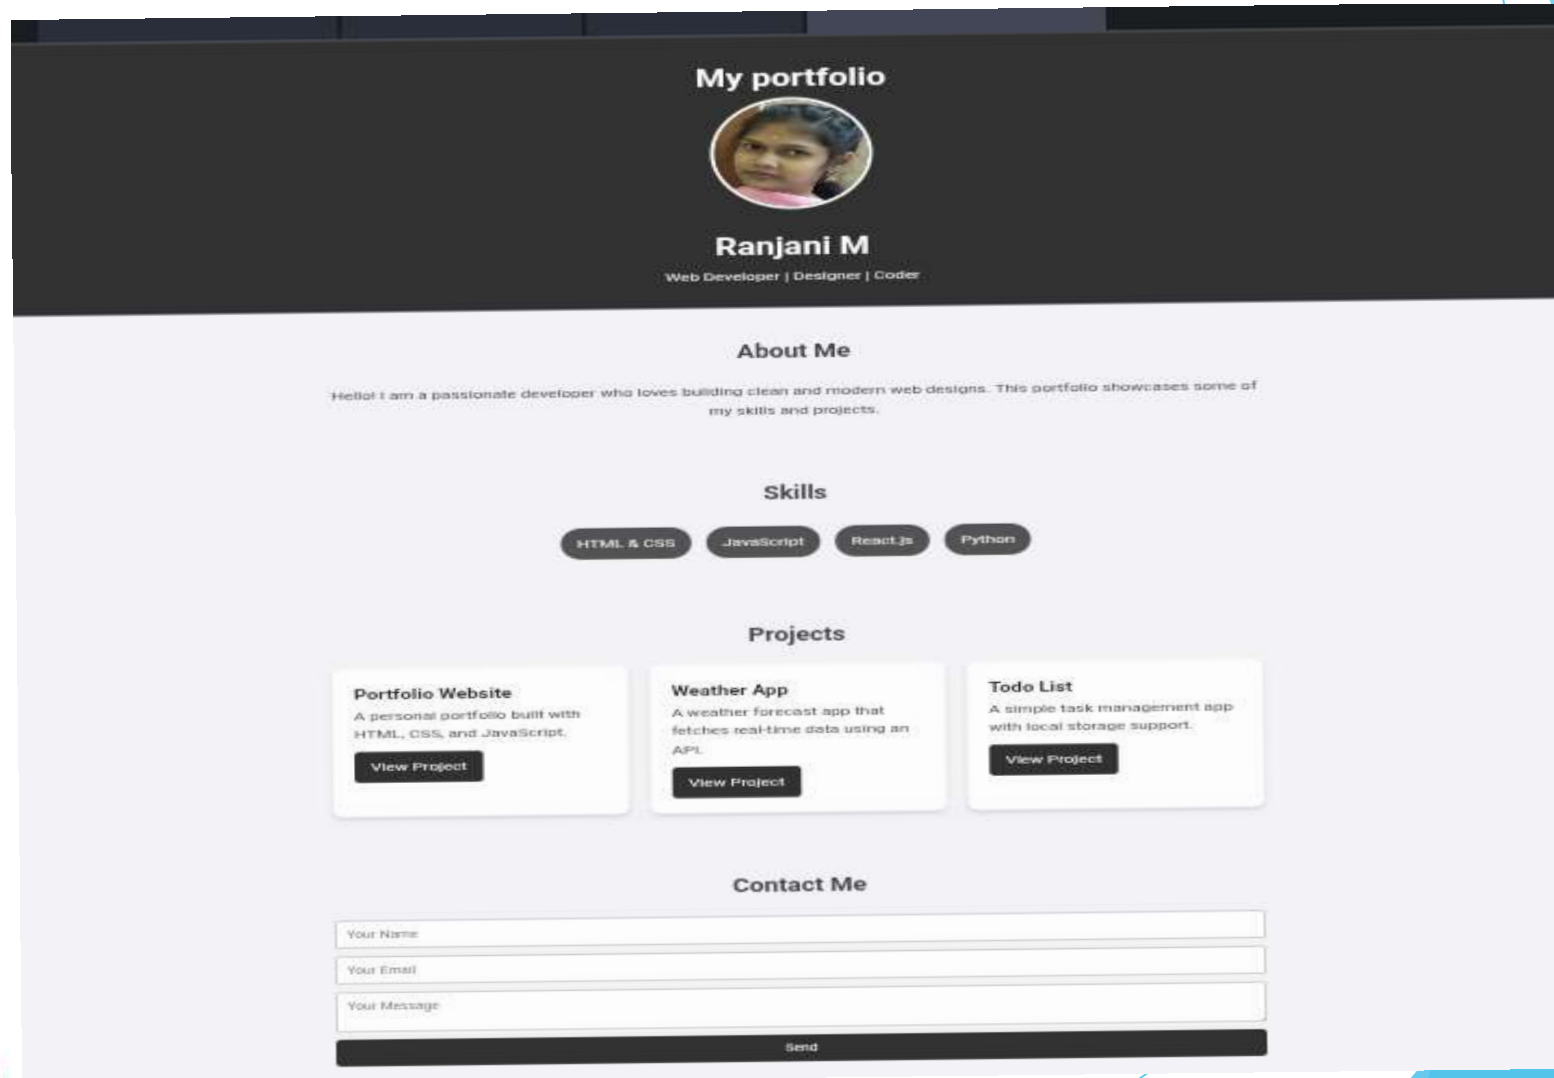 My portfolio
Ranjani M
Web Developer | Designer | Coder
About Me
Hello! I am a passionate developer who loves building clean and modern web designs. This portfolio showcases some of
my skills and projects.
Skills
HTML & CSS JavaScript React.js Python
Projects
Portfolio Website
A personal portfolio built with
HTML, CSS, and JavaScript.
View Project
Weather App
A weather forecast app that
fetches real-time data using an
API.
View Project
Todo List
A simple task management app
with local storage support.
View Project
Contact Me
Your Name
Your Email
Your Message
Send